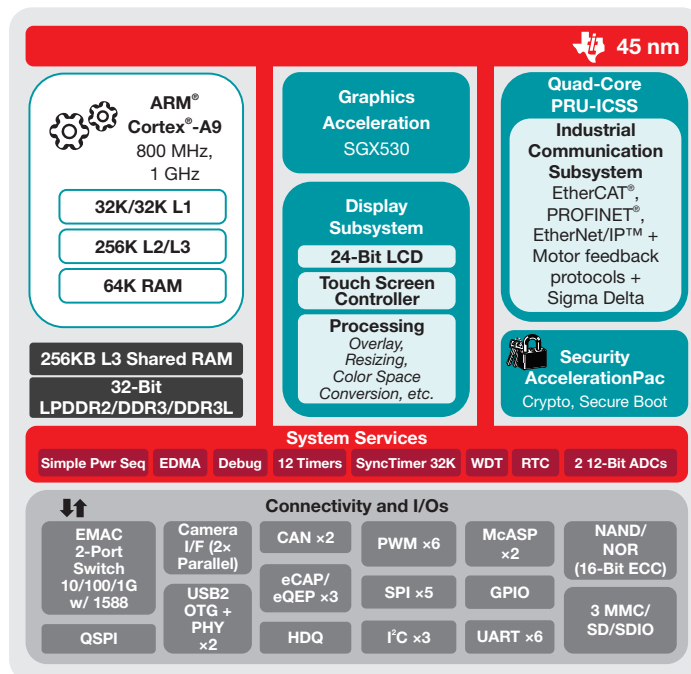 45 nm
ARM®
Cortex®-A9
800 MHz,
1 GHz
32K/32K L1
256K L2/L3
64K RAM
256KB L3 Shared RAM
32-Bit
LPDDR2/DDR3/DDR3L
Graphics
Acceleration
SGX530
Display
Subsystem
24-Bit LCD
Touch Screen
Controller
Processing
Overlay,
Resizing,
Color Space
Conversion, etc.
Quad-Core
PRU-ICSS
Industrial
Communication
Subsystem
EtherCAT®,
PROFINET®,
EtherNet/IP™ +
Motor feedback
protocols +
Sigma Delta
Security
AccelerationPac
Crypto, Secure Boot
System Services
Simple Pwr Seq
EDMA
Debug
12 Timers
SyncTimer 32K
WDT
RTC
2 12-Bit ADCs
Connectivity and I/Os
EMAC
2-Port
Switch
10/100/1G
w/ 1588
QSPI
Camera
I/F (2×
Parallel)
USB2
OTG +
PHY
×2
CAN ×2
eCAP/
eQEP ×3
HDQ
PWM ×6
SPI ×5
I²C ×3
McASP
×2
GPIO
UART ×6
NAND/
NOR
(16-Bit ECC)
3 MMC/
SD/SDIO